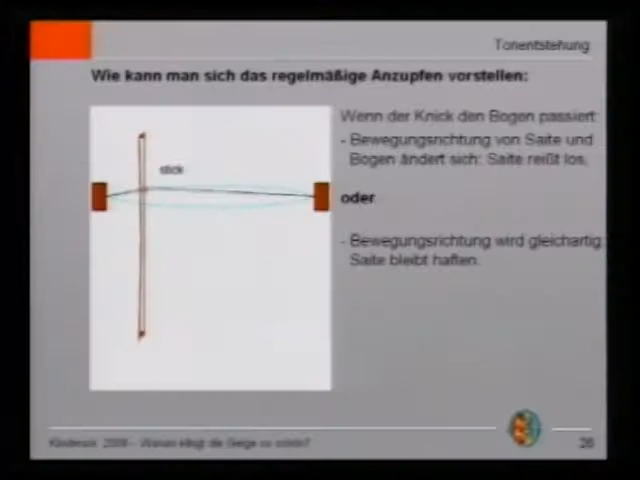 Tonentstehung
Wie kann man sich das regelmäßige Anzupfen vorstellen:
Wenn der Knick den Bogen passiert
- Bewegungsrichtung von Saite und
Bogen ändert sich: Saite reißt los,
stick
oder
- Bewegungsrichtung wird gleichartig:
Saite bleibt haften.
2008 - Warum klingt die Geige so schön?
26